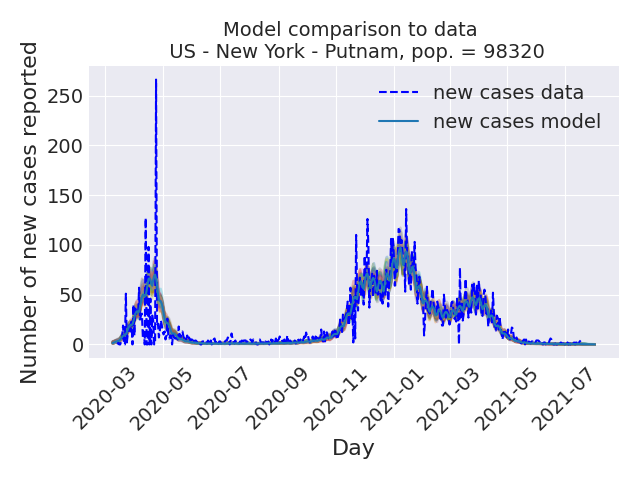 Model comparison to data
US - New York - Putnam, pop. = 98320
Number of new cases reported
250
200
150
100
50
0
new cases data
new cases model
2020-03
2020-05
2020-07
2020-09
2020-11
2021-01
2021-03
2021-05
2021-07
Day